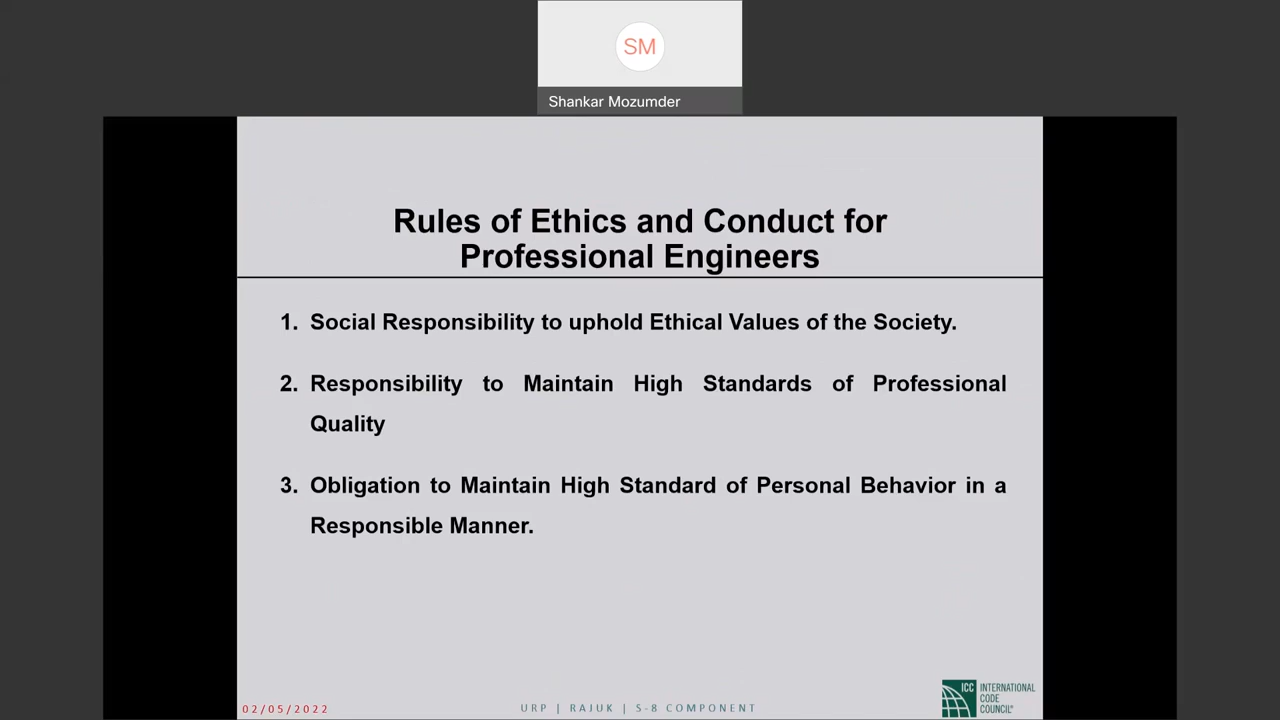 SM
Shankar Mozumder
Rules of Ethics and Conduct for
Professional Engineers
1. Social Responsibility to uphold Ethical Values of the Society.
2. Responsibility to Maintain High Standards of Professional
Quality
3. Obligation to Maintain High Standard of Personal Behavior in a
Responsible Manner.
02/05/2022
URP | RAJUK | S-8 COMPONENT
ICC
INTERNATIONAL
CODE
COUNCIL®